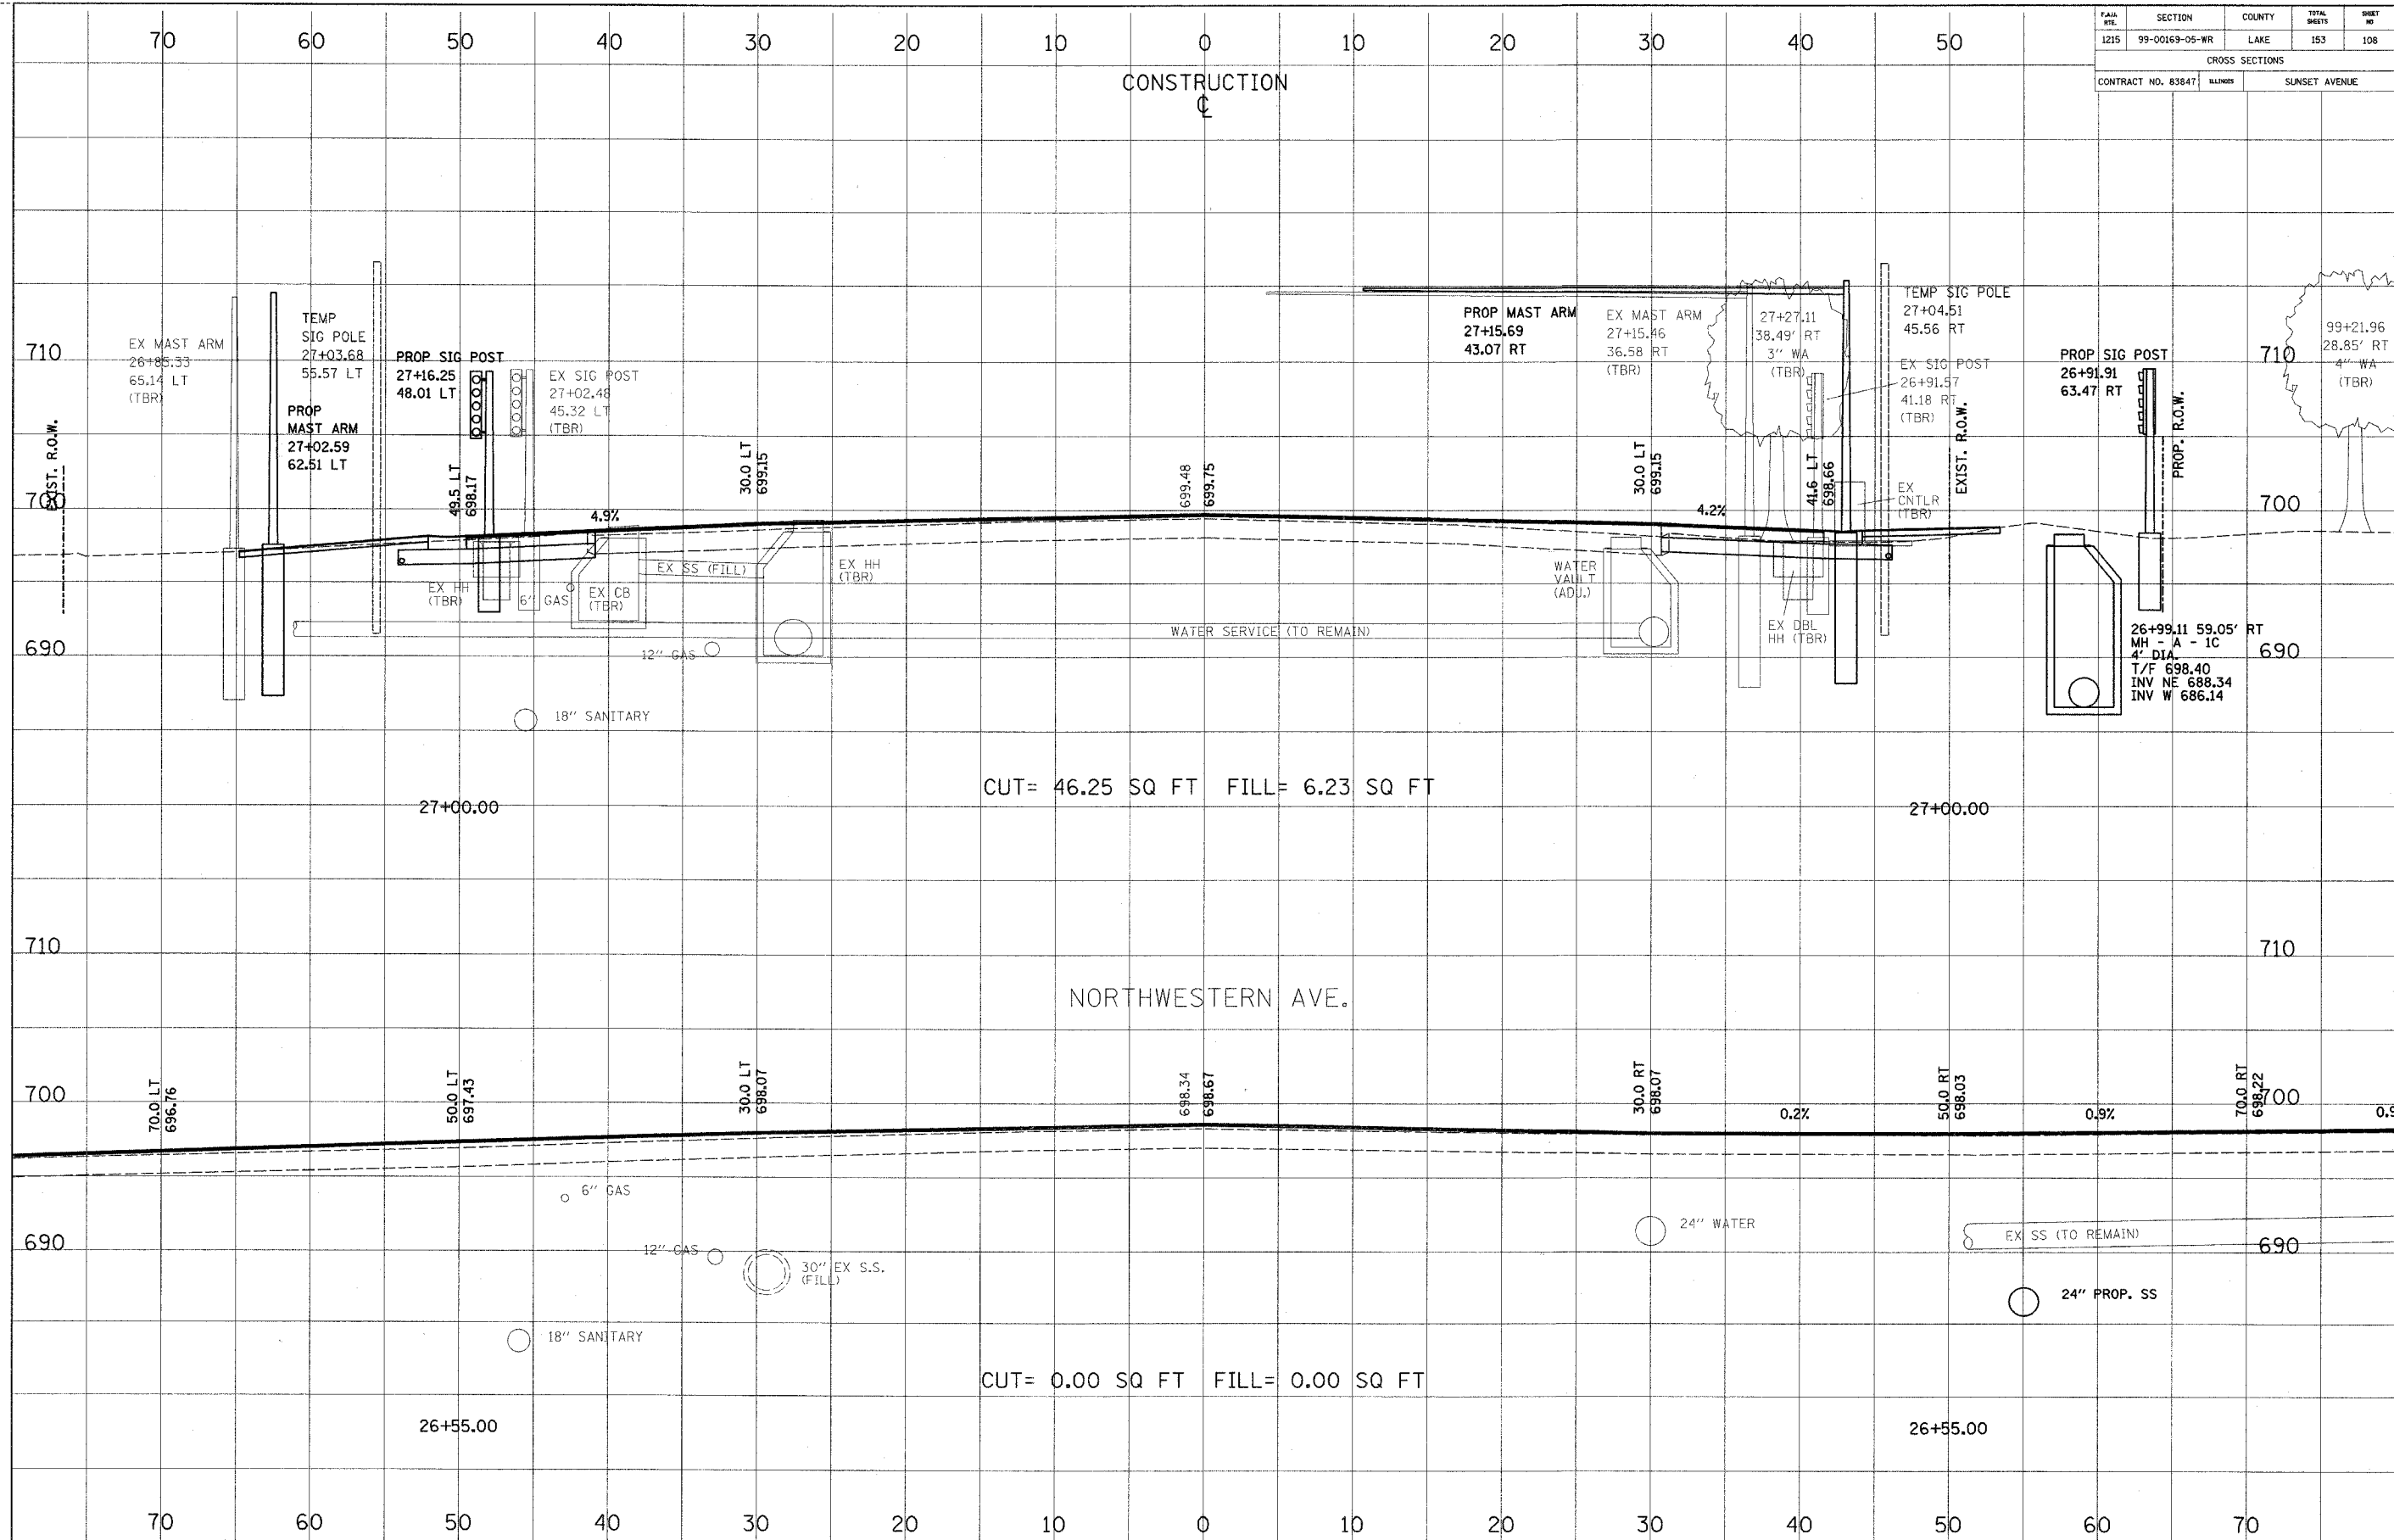 F.A.U. RTE. SECTION COUNTY TOTAL SHEETS SHEET NO
1215 99-00169-05-WR LAKE 153 108
CROSS SECTIONS
CONTRACT NO. 83847 ILLINOIS SUNSET AVENUE
70 60 50 40 30 20 10 0 10 20 30 40 50
CONSTRUCTION
℄
EX MAST ARM
26+85.33
65.14 LT
(TBR)
TEMP
SIG POLE
27+03.68
55.57 LT
PROP
MAST ARM
27+02.59
62.51 LT
PROP SIG POST
27+16.25
48.01 LT
EX SIG POST
27+02.48
45.32 LT
(TBR)
PROP MAST ARM
27+15.69
43.07 RT
EX MAST ARM
27+15.46
36.58 RT
(TBR)
27+27.11
38.49' RT
3" WA
(TBR)
TEMP SIG POLE
27+04.51
45.56 RT
EX SIG POST
26+91.57
41.18 RT
(TBR)
PROP SIG POST
26+91.91
63.47 RT
99+21.96
28.85' RT
4" WA
(TBR)
710
710
EXIST. R.O.W.
EXIST. R.O.W.
PROP. R.O.W.
49.5 LT
698.17
30.0 LT
699.15
699.48
699.75
30.0 LT
699.15
41.6 LT
698.66
700
700
4.9%
4.2%
EX
CNTLR
(TBR)
EX HH
(TBR)
6" GAS
EX CB
(TBR)
EX SS (FILL)
EX HH
(TBR)
WATER
VAULT
(ADJ.)
EX DBL
HH (TBR)
WATER SERVICE (TO REMAIN)
12" GAS
690
690
26+99.11 59.05' RT
MH - A - 1C
4' DIA.
T/F 698.40
INV NE 688.34
INV W 686.14
18" SANITARY
CUT= 46.25 SQ FT FILL= 6.23 SQ FT
27+00.00
27+00.00
710
710
NORTHWESTERN AVE.
70.0 LT
696.76
50.0 LT
697.43
30.0 LT
698.07
698.34
698.67
30.0 RT
698.07
50.0 RT
698.03
70.0 RT
698.22
700
700
0.2%
0.9%
0.9
6" GAS
24" WATER
EX SS (TO REMAIN)
690
690
12" GAS
30" EX S.S.
(FILL)
24" PROP. SS
18" SANITARY
CUT= 0.00 SQ FT FILL= 0.00 SQ FT
26+55.00
26+55.00
70 60 50 40 30 20 10 0 10 20 30 40 50 60 70